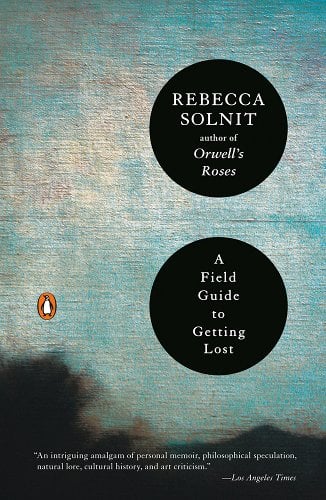 REBECCA
SOLNIT
author of
Orwell's
Roses
A
Field
Guide
to
Getting
Lost
"An intriguing amalgam of personal memoir, philosophical speculation,
natural lore, cultural history, and art criticism."
—Los Angeles Times